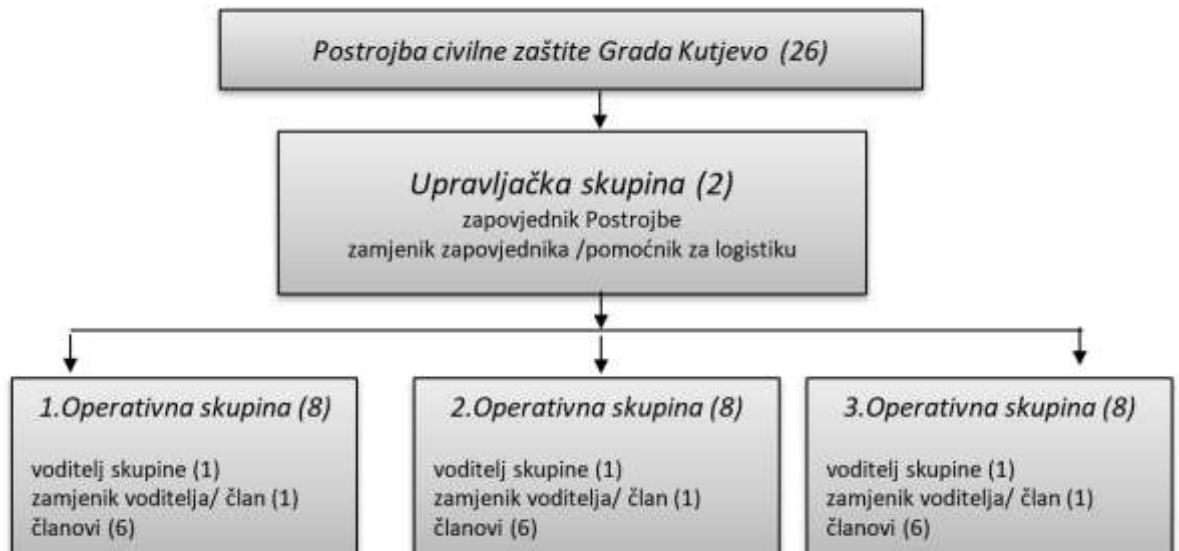 Postrojba civilne zaštite Grada Kutjevo (26)
Upravljačka skupina (2)
zapovjednik Postrojbe
zamjenik zapovjednika /pomoćnik za logistiku
1.Operativna skupina (8)
voditelj skupine (1)
zamjenik voditelja/ član (1)
članovi (6)
2.Operativna skupina (8)
voditelj skupine (1)
zamjenik voditelja/ član (1)
članovi (6)
3.Operativna skupina (8)
voditelj skupine (1)
zamjenik voditelja/ član (1)
članovi (6)